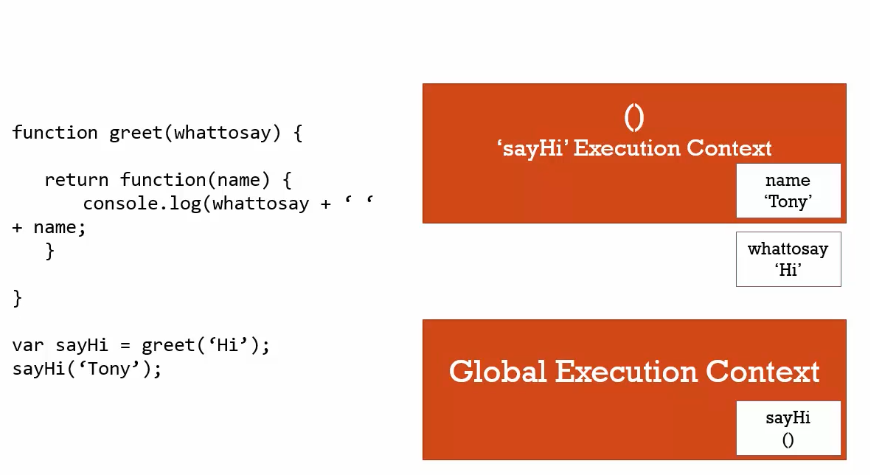 function greet(whattosay) {
return function(name) {
console.log(whattosay + ‘ ‘
+ name;
}
}
var sayHi = greet(‘Hi’);
sayHi(‘Tony’);
()
‘sayHi’ Execution Context
name
‘Tony’
whattosay
‘Hi’
Global Execution Context
sayHi
()